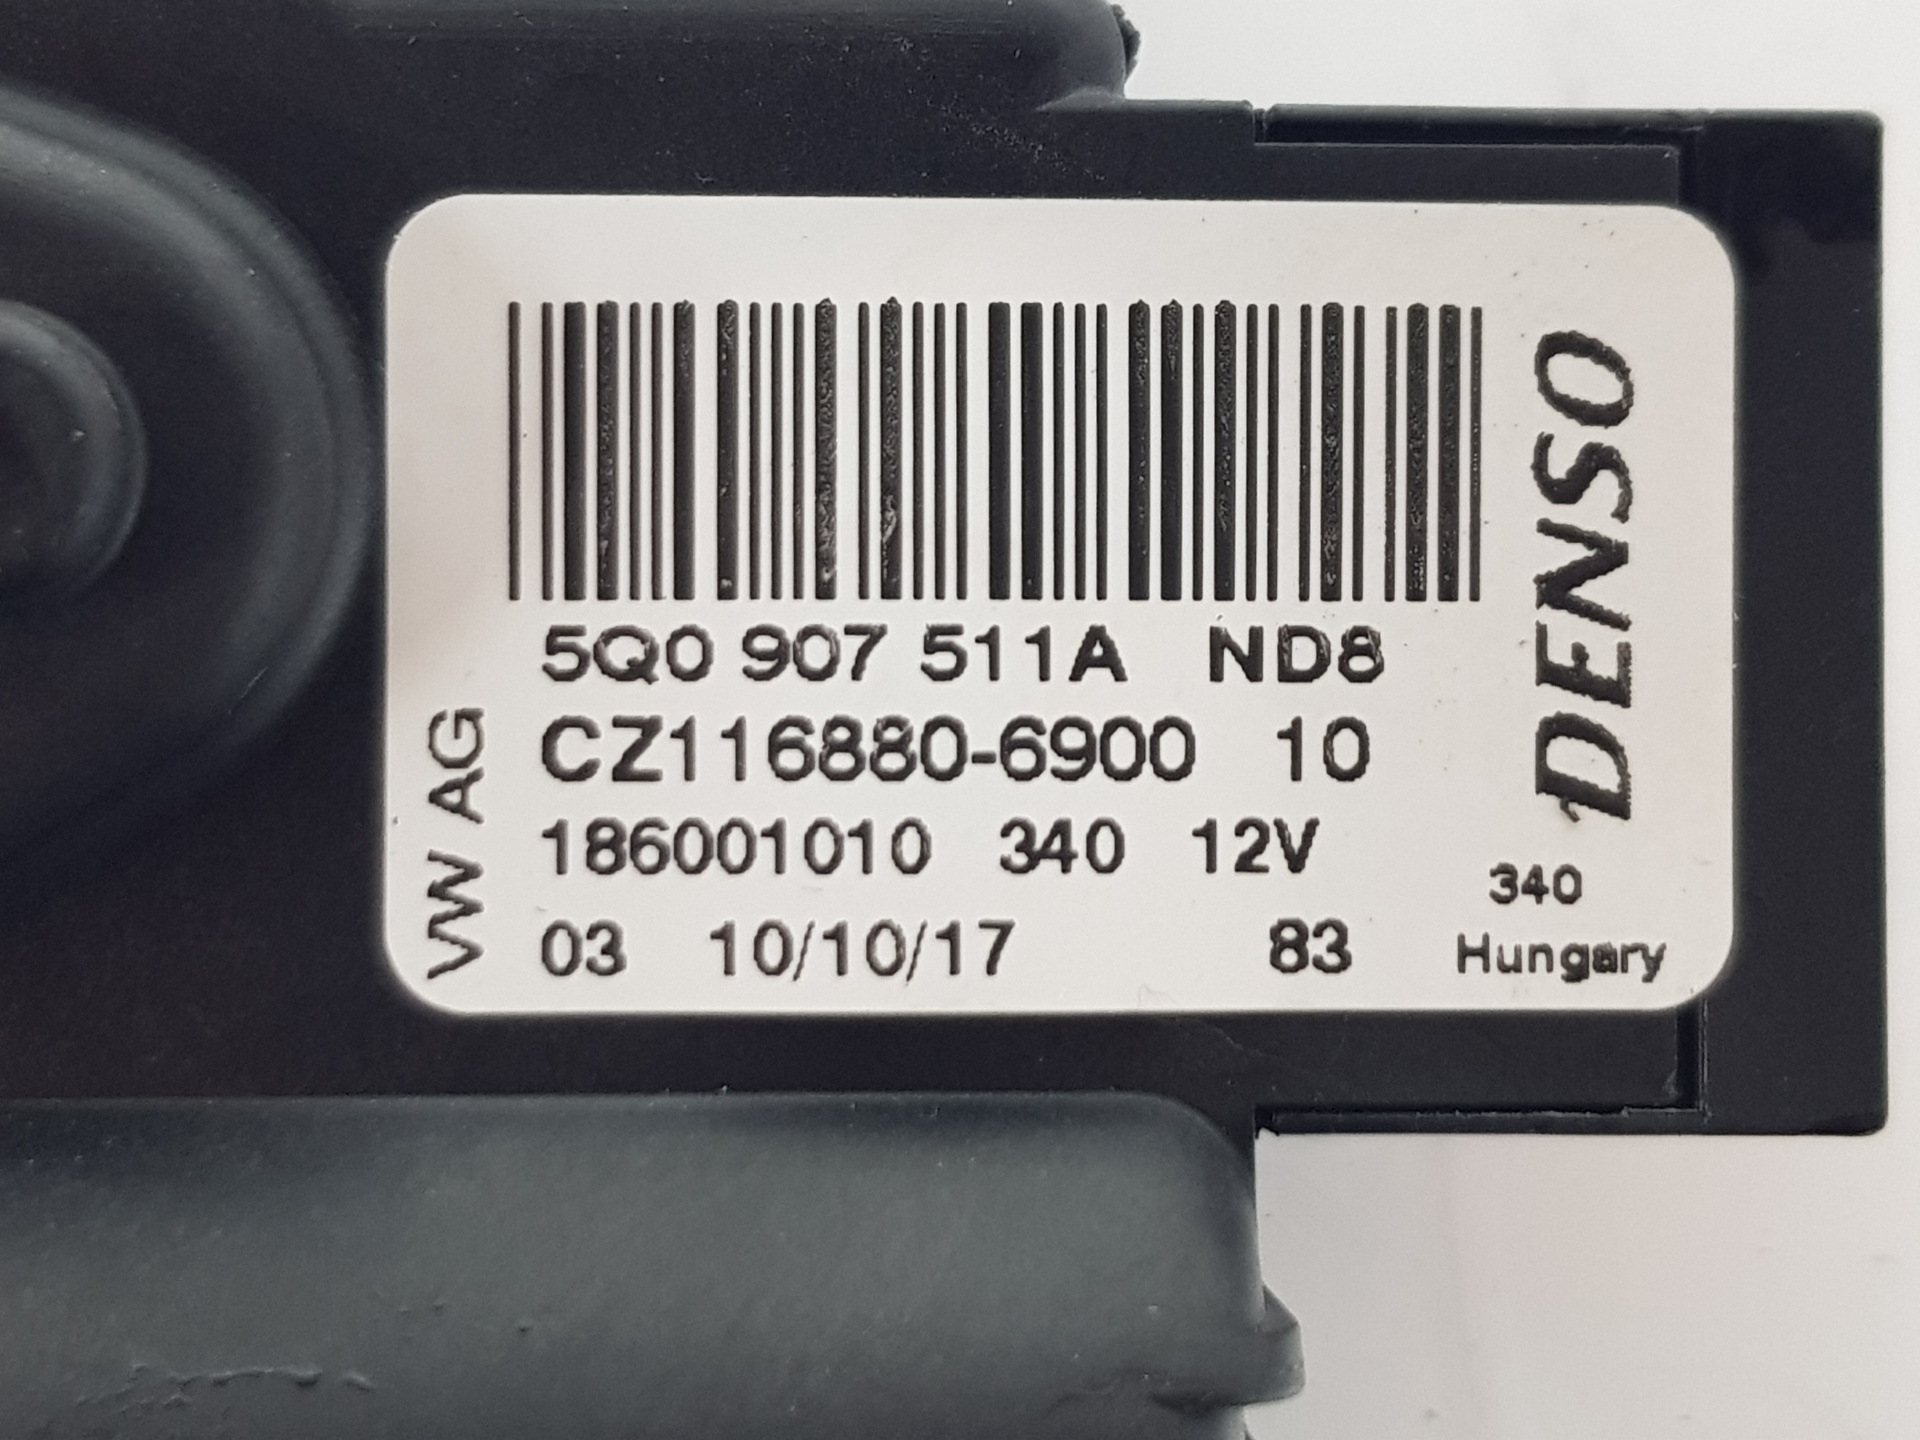 5Q0 907 511A ND8
CZ116880-6900 10
186001010 340 12V
03 10/10/17 83
VW AG
DENSO
340
Hungary